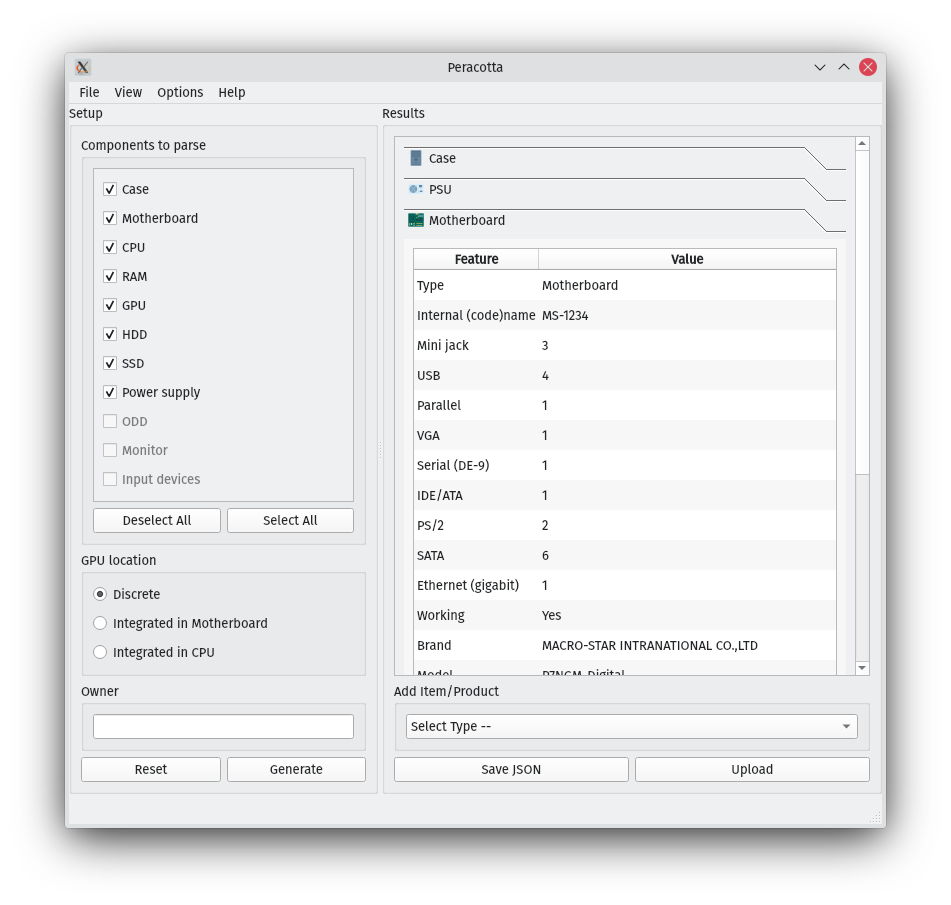 Peracotta
File View Options Help
Setup
Components to parse
Case
Motherboard
CPU
RAM
GPU
HDD
SSD
Power supply
ODD
Monitor
Input devices
Deselect All Select All
GPU location
Discrete
Integrated in Motherboard
Integrated in CPU
Owner
Reset Generate
Results
Case
PSU
Motherboard
Feature Value
Type Motherboard
Internal (code)name MS-1234
Mini jack 3
USB 4
Parallel 1
VGA 1
Serial (DE-9) 1
IDE/ATA 1
PS/2 2
SATA 6
Ethernet (gigabit) 1
Working Yes
Brand MACRO-STAR INTRANATIONAL CO.,LTD
Model P7NGM-Digital
Add Item/Product
Select Type --
Save JSON Upload